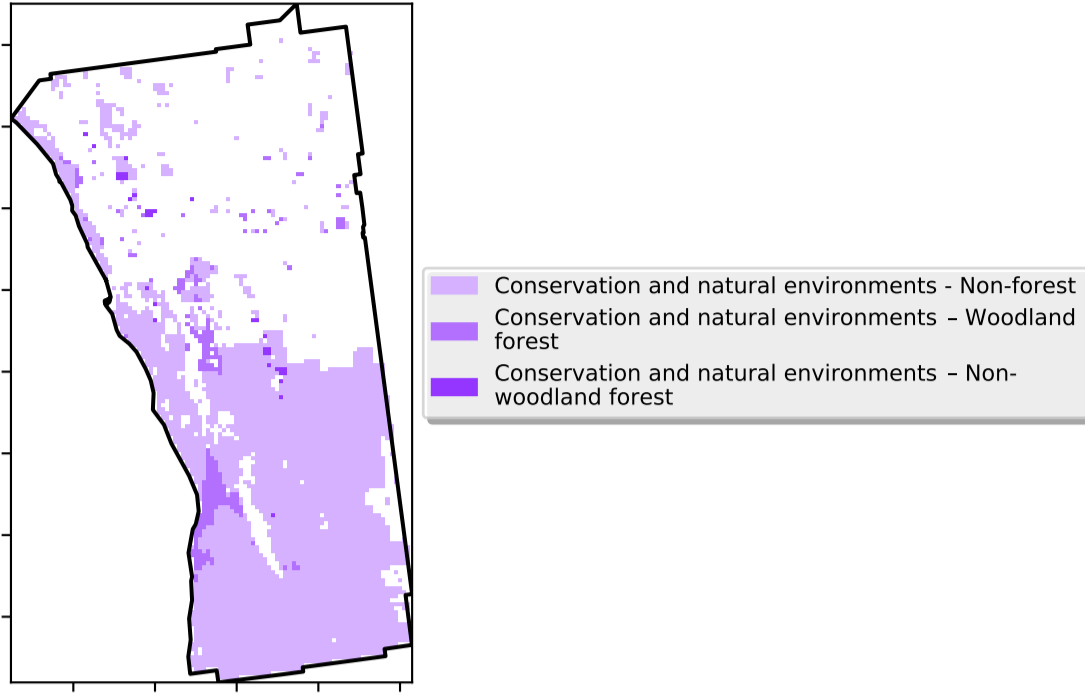 Conservation and natural environments - Non-forest
Conservation and natural environments – Woodland
forest
Conservation and natural environments – Non-
woodland forest